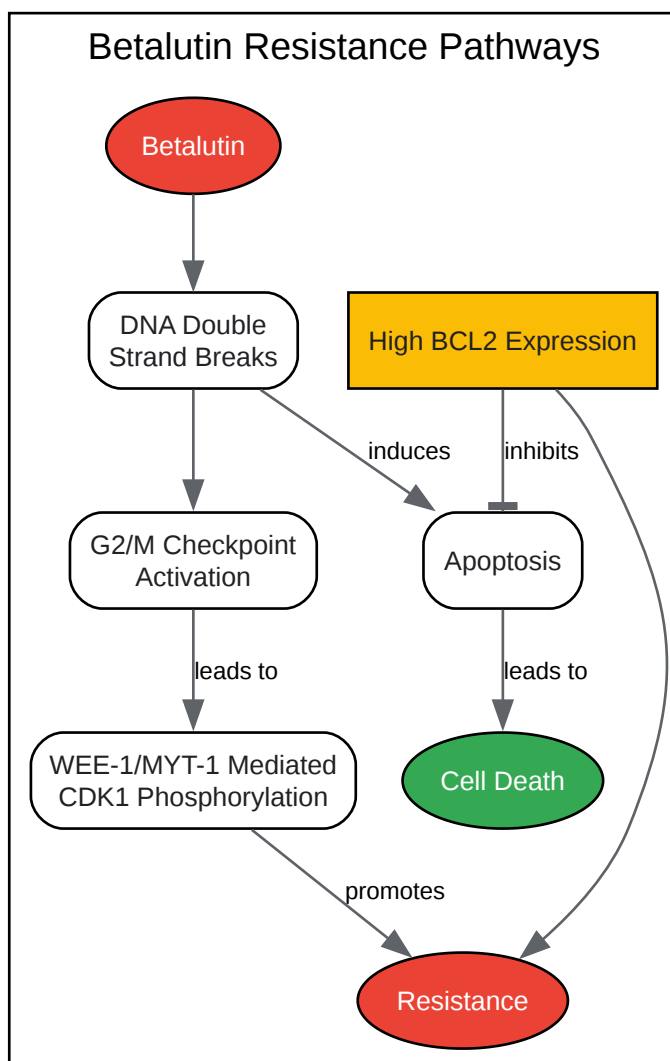 Betalutin Resistance Pathways
Betalutin
DNA Double
Strand Breaks
High BCL2 Expression
induces
inhibits
G2/M Checkpoint
Activation
Apoptosis
leads to
leads to
WEE-1/MYT-1 Mediated
CDK1 Phosphorylation
Cell Death
promotes
Resistance